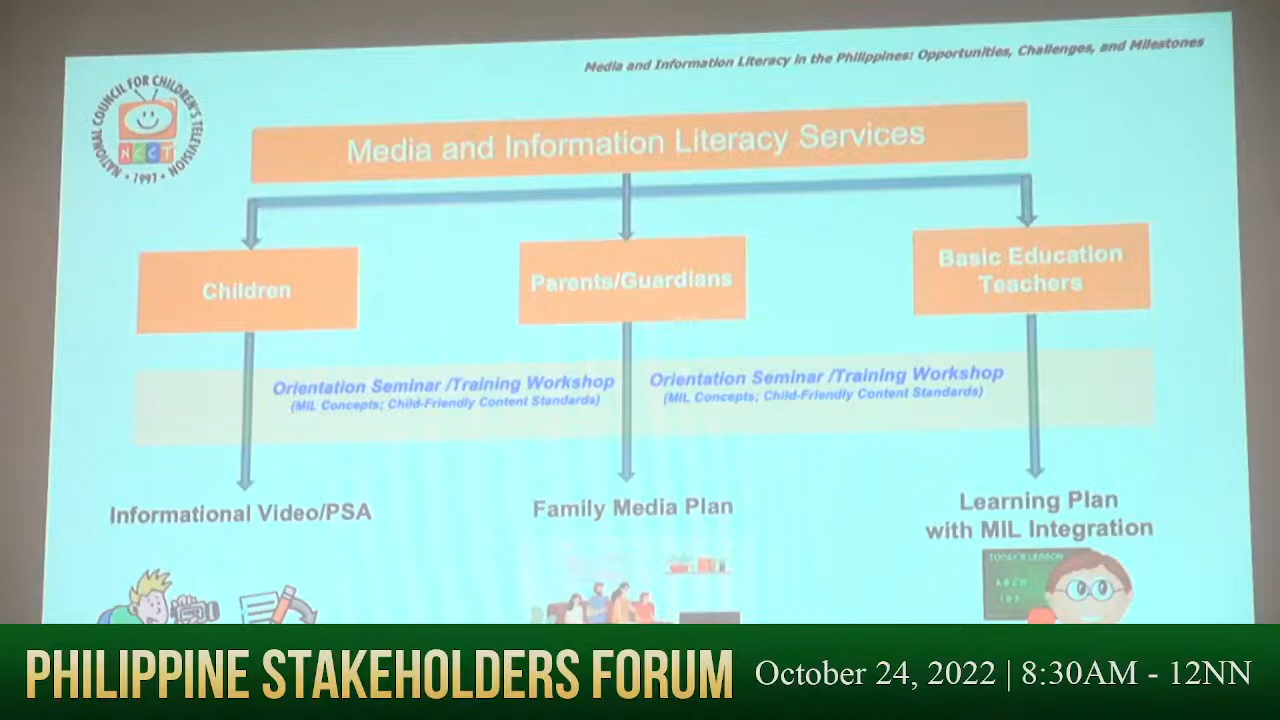 Media and Information Literacy in the Philippines: Opportunities, Challenges, and Milestones
NATIONAL COUNCIL FOR CHILDREN'S TELEVISION
NCCT
• 1997 •
Media and Information Literacy Services
Children
Parents/Guardians
Basic Education
Teachers
Orientation Seminar /Training Workshop
(MIL Concepts; Child-Friendly Content Standards)
Orientation Seminar /Training Workshop
(MIL Concepts; Child-Friendly Content Standards)
Informational Video/PSA
Family Media Plan
Learning Plan
with MIL Integration
TODAY'S LESSON
A B C D
1 2 3
PHILIPPINE STAKEHOLDERS FORUM
October 24, 2022 | 8:30AM - 12NN